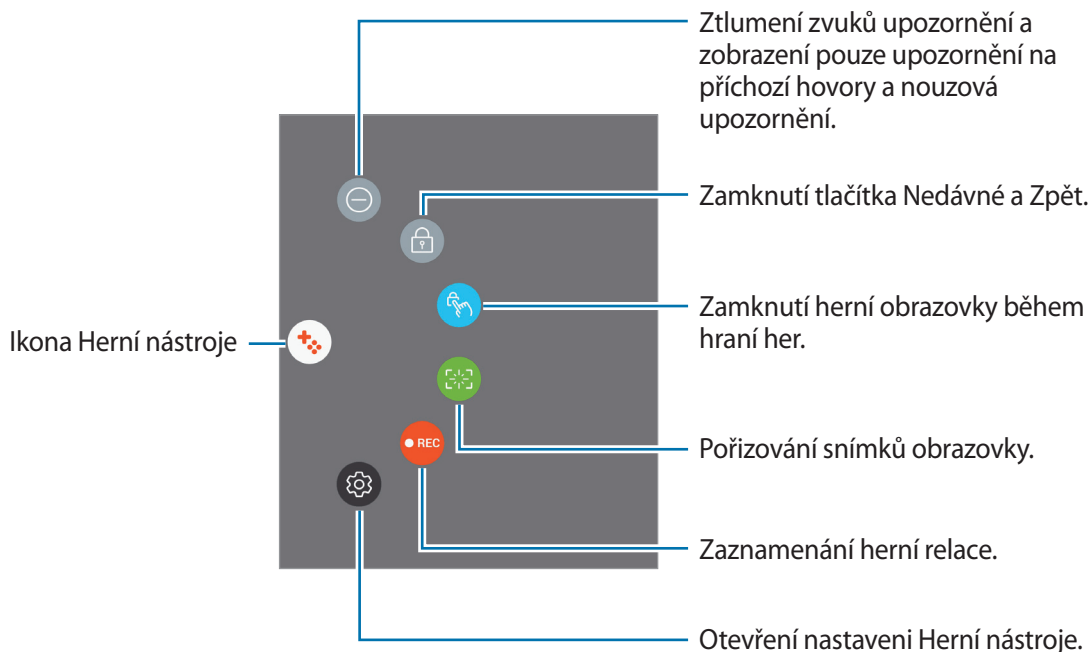 Ztlumení zvuků upozornění a
zobrazení pouze upozornění na
příchozí hovory a nouzová
upozornění.
Zamknutí tlačítka Nedávné a Zpět.
Zamknutí herní obrazovky během
hraní her.
Ikona Herní nástroje
Pořizování snímků obrazovky.
REC
Zaznamenání herní relace.
Otevření nastaveni Herní nástroje.